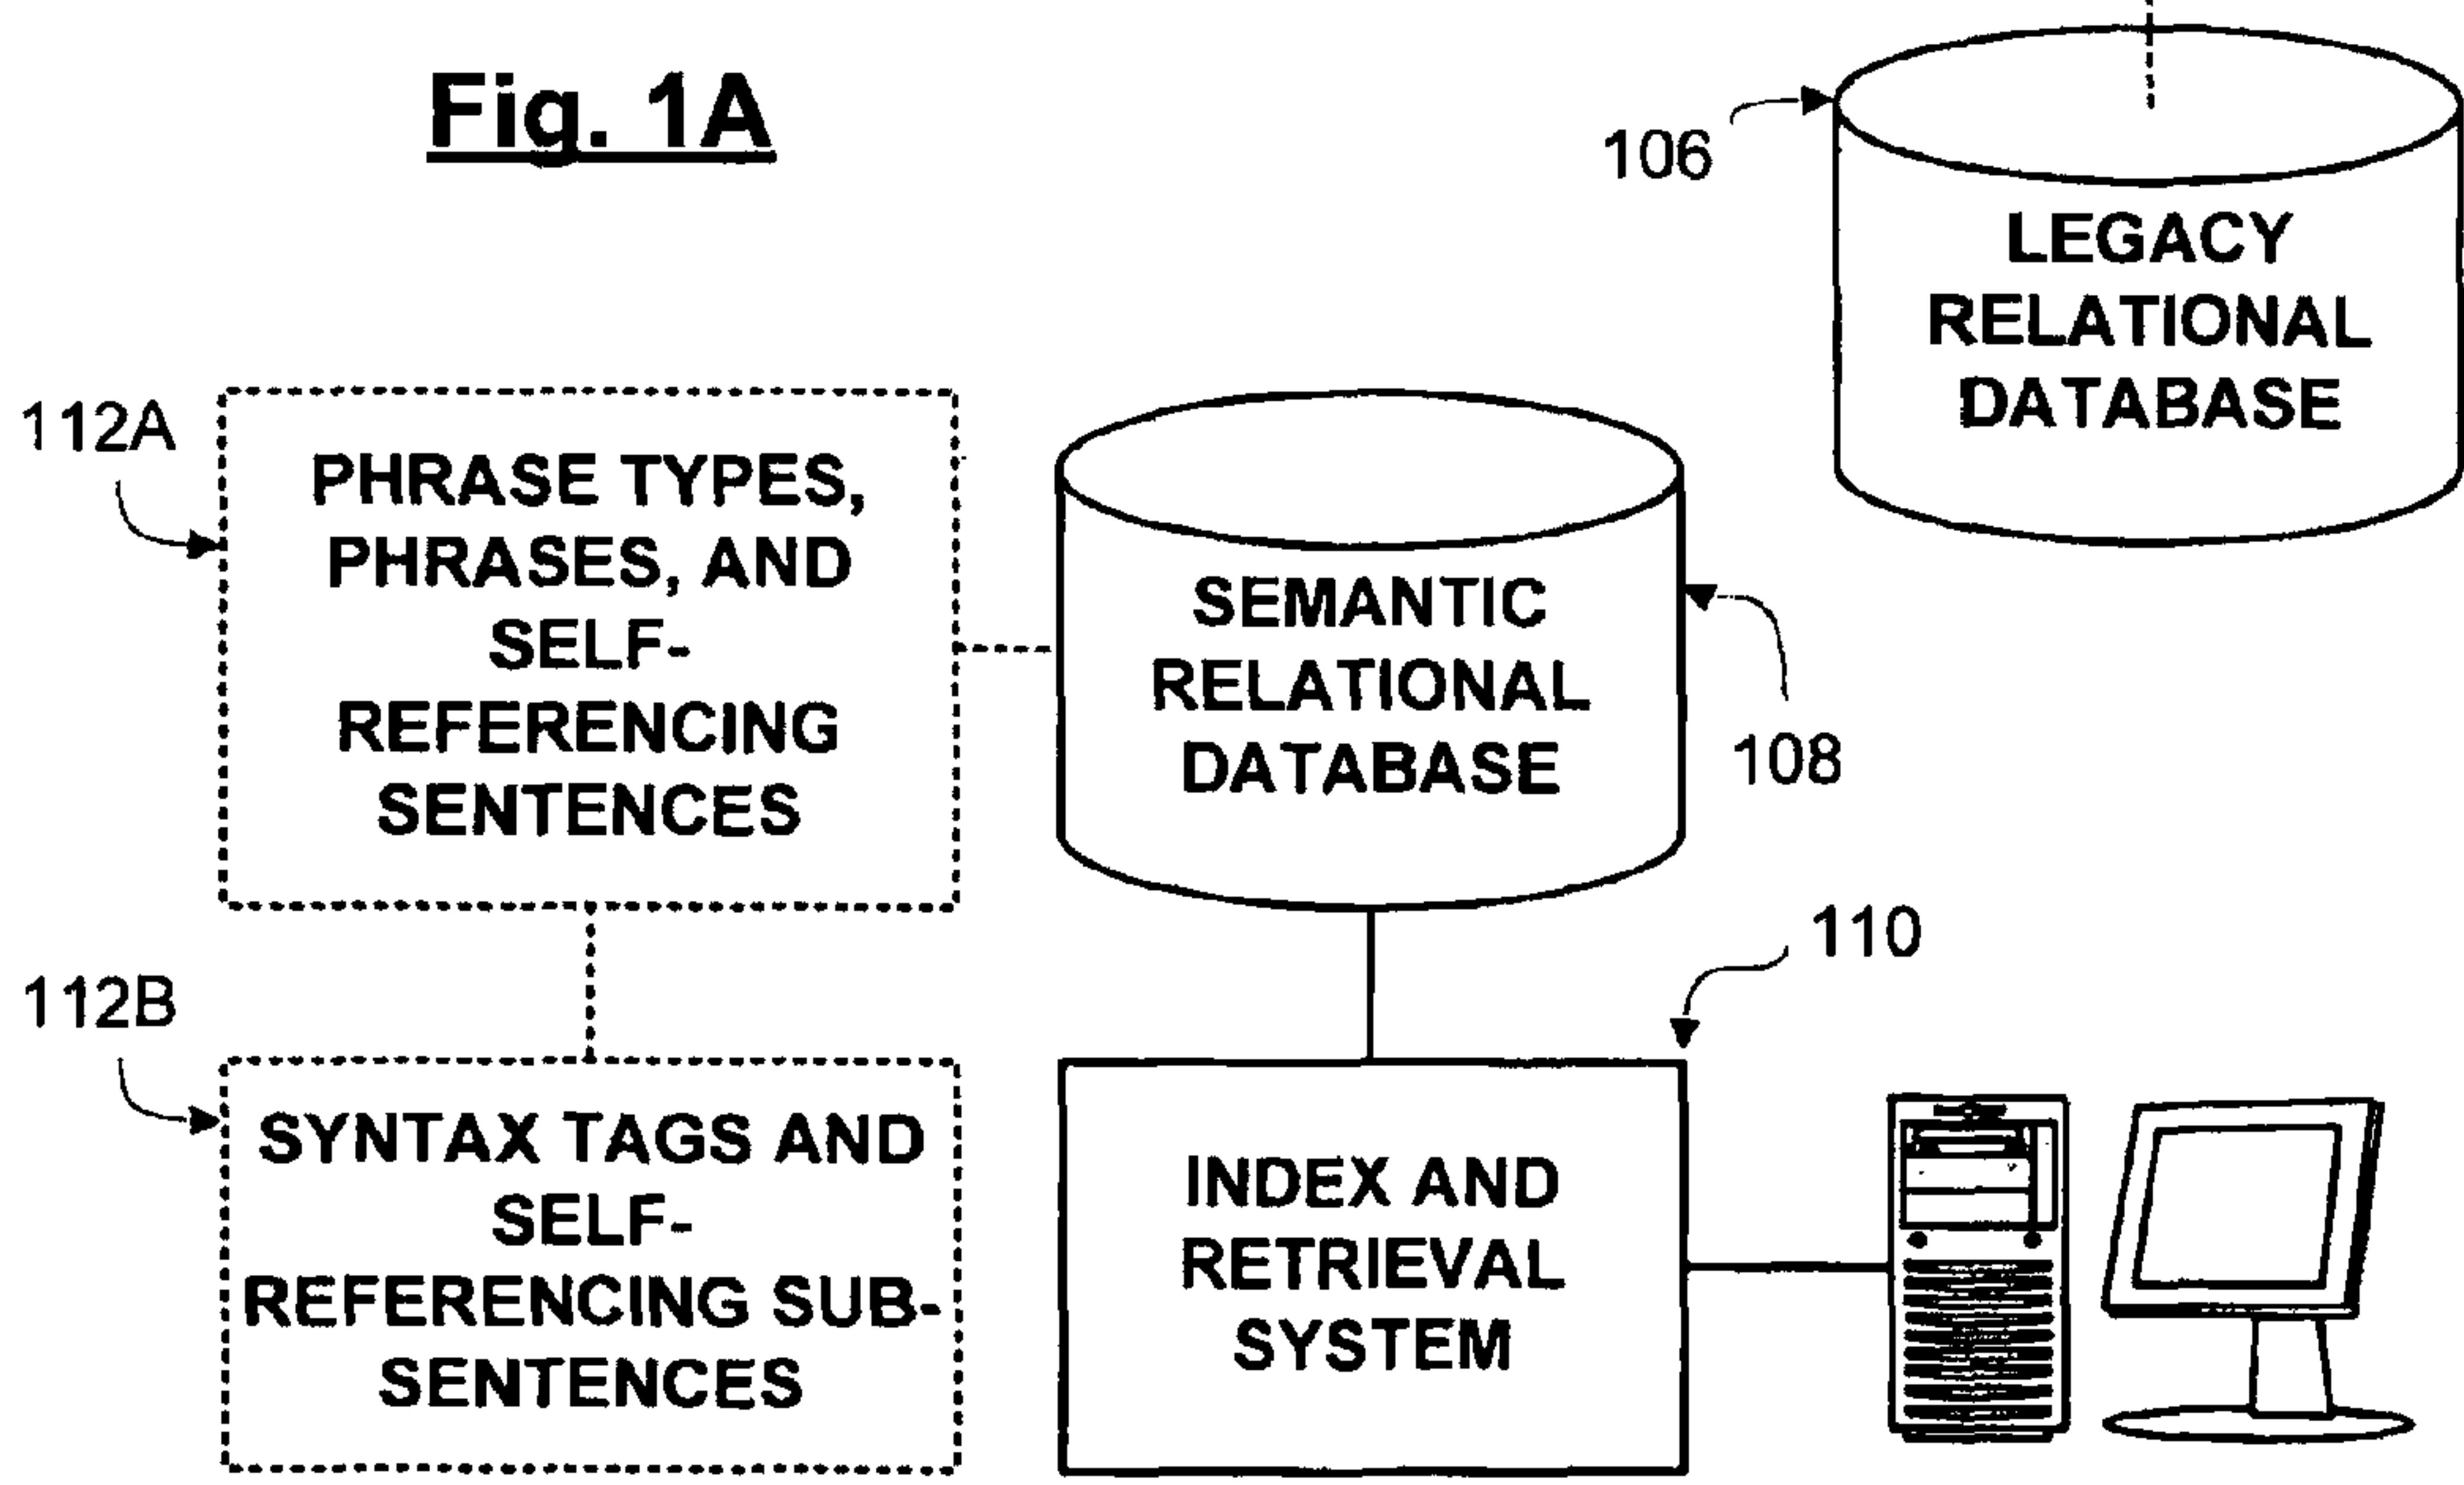 Fig. 1A
106
LEGACY
RELATIONAL
DATABASE
112A
PHRASE TYPES,
PHRASES, AND
SELF-
REFERENCING
SENTENCES
SEMANTIC
RELATIONAL
DATABASE
108
110
112B
SYNTAX TAGS AND
SELF-
REFERENCING SUB-
SENTENCES
INDEX AND
RETRIEVAL
SYSTEM